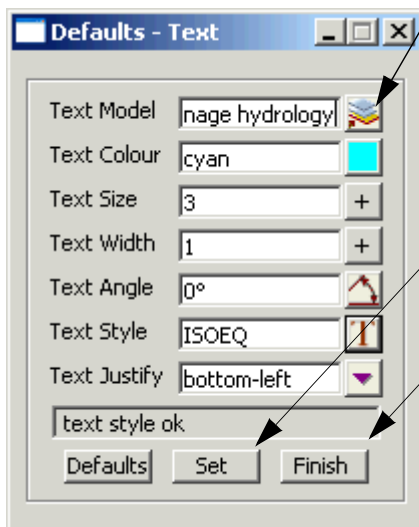 Defaults - Text
Text Model nage hydrology
Text Colour cyan
Text Size 3 +
Text Width 1 +
Text Angle 0°
Text Style ISOEQ T
Text Justify bottom-left
text style ok
Defaults Set Finish